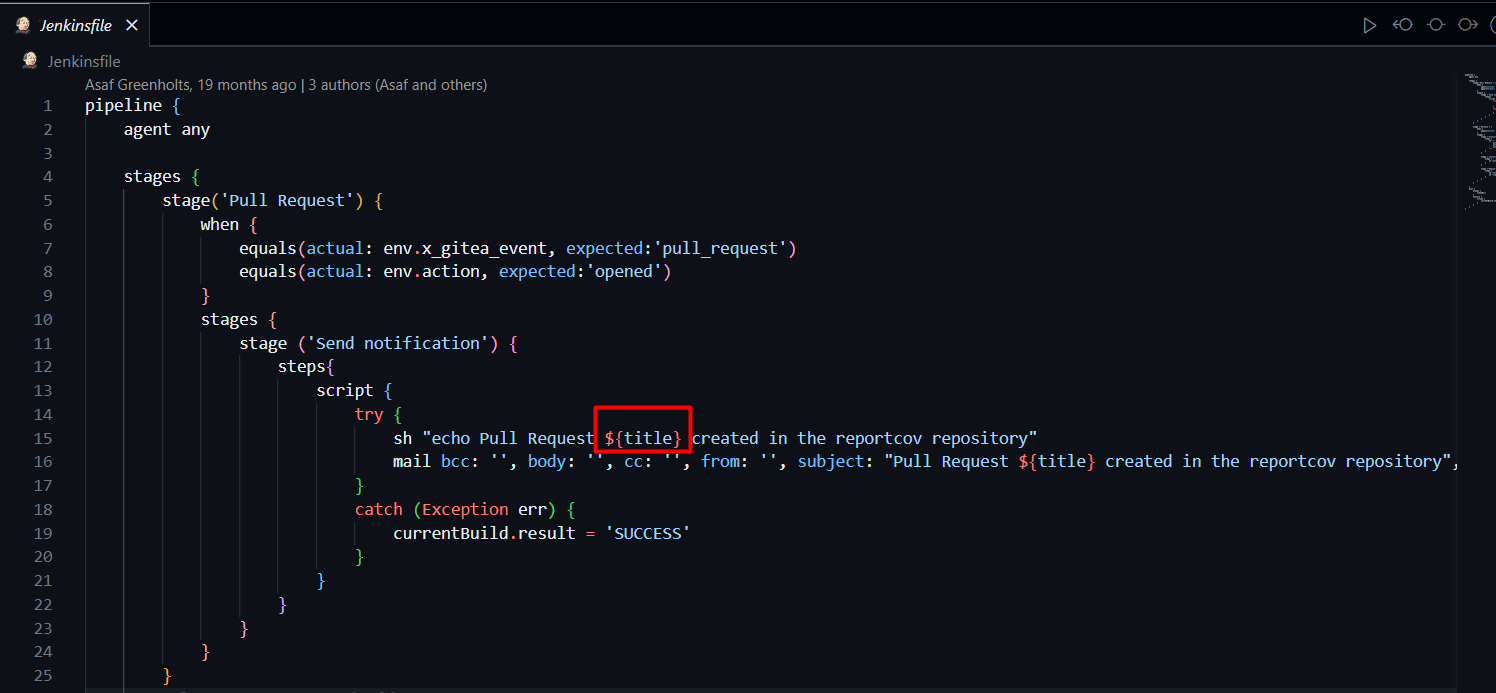 Jenkinsfile
Jenkinsfile
Asaf Greenholts, 19 months ago | 3 authors (Asaf and others)
1 pipeline {
2     agent any
3
4     stages {
5         stage('Pull Request') {
6             when {
7                 equals(actual: env.x_gitea_event, expected:'pull_request')
8                 equals(actual: env.action, expected:'opened')
9             }
10             stages {
11                 stage ('Send notification') {
12                     steps{
13                         script {
14                             try {
15                                 sh "echo Pull Request ${title} created in the reportcov repository"
16                                 mail bcc: '', body: '', cc: '', from: '', subject: "Pull Request ${title} created in the reportcov repository",
17                             }
18                             catch (Exception err) {
19                                 currentBuild.result = 'SUCCESS'
20                             }
21                         }
22                     }
23                 }
24             }
25         }